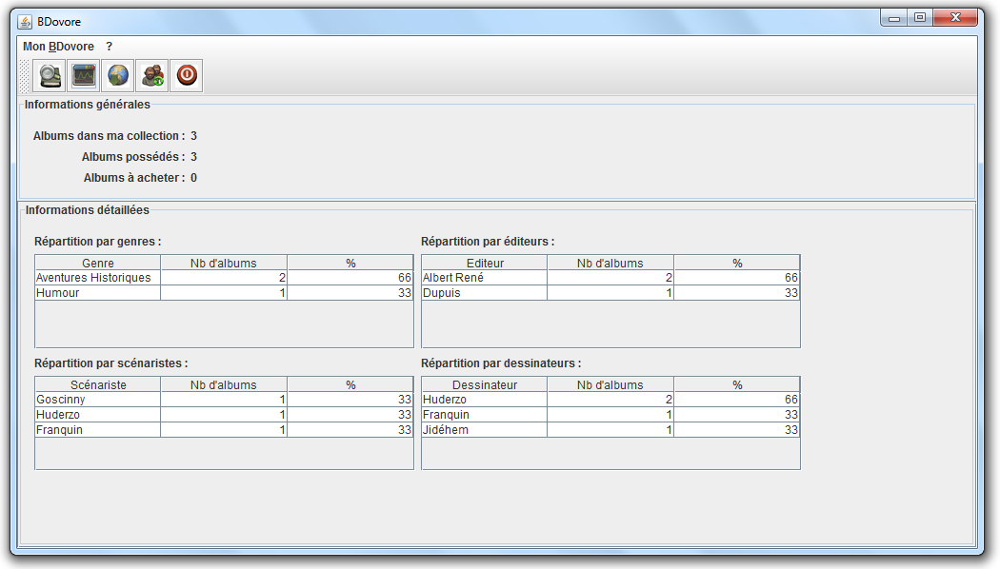 BDovore
Mon BDovore ?
Informations générales
Albums dans ma collection : 3
Albums possédés : 3
Albums à acheter : 0
Informations détaillées
Répartition par genres :
Genre Nb d'albums %
Aventures Historiques 2 66
Humour 1 33
Répartition par éditeurs :
Editeur Nb d'albums %
Albert René 2 66
Dupuis 1 33
Répartition par scénaristes :
Scénariste Nb d'albums %
Goscinny 1 33
Huderzo 1 33
Franquin 1 33
Répartition par dessinateurs :
Dessinateur Nb d'albums %
Huderzo 2 66
Franquin 1 33
Jidéhem 1 33